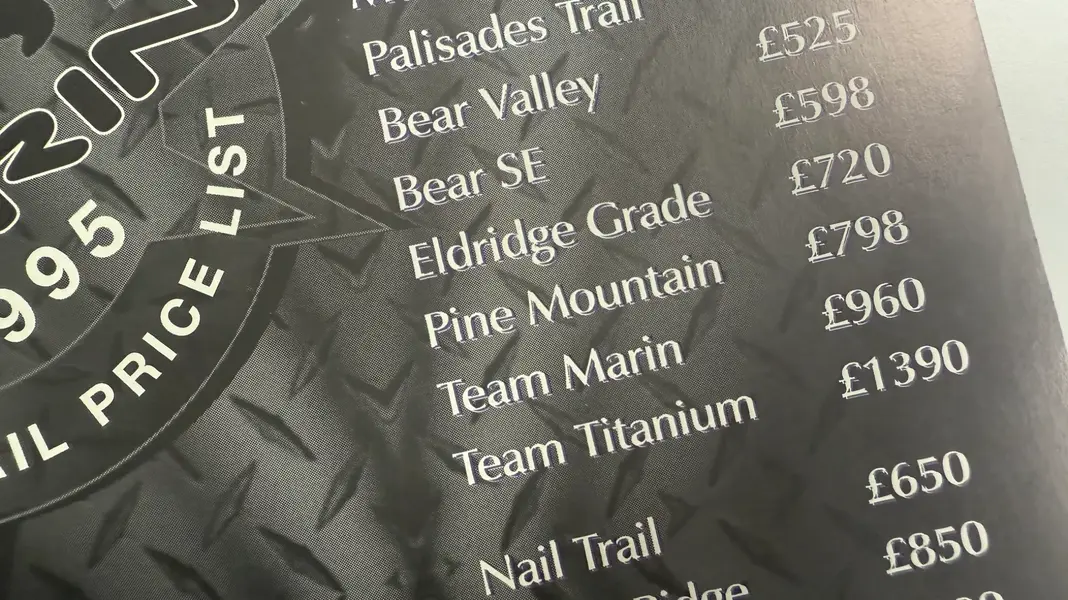 Palisades Trail
Bear Valley £525
Bear SE £598
Eldridge Grade £720
Pine Mountain £798
Team Marin £960
Team Titanium £1390
Nail Trail £650
Ridge £850
995
PRICE LIST